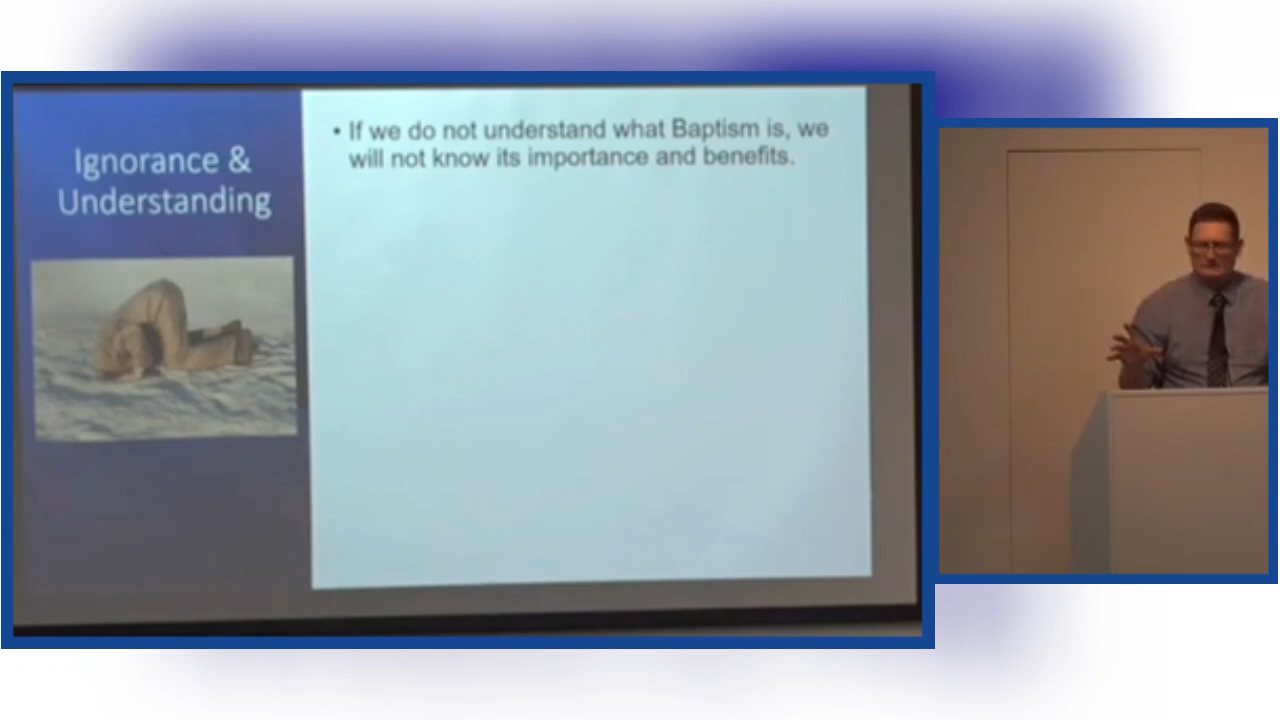 Ignorance &
Understanding
• If we do not understand what Baptism is, we
will not know its importance and benefits.